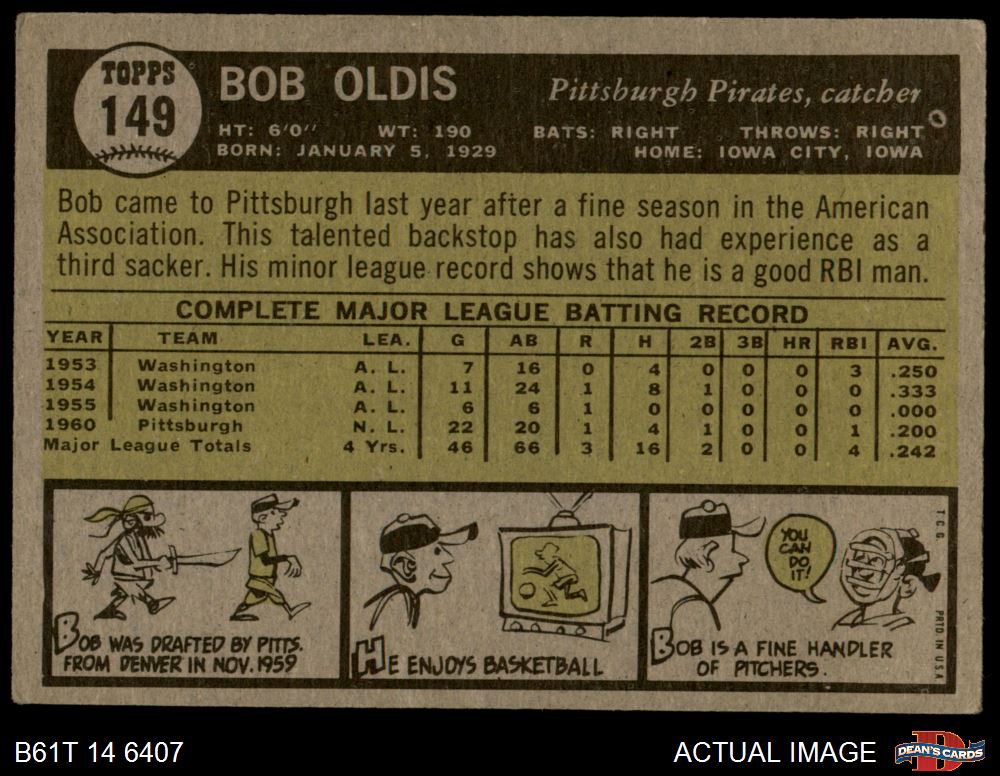 TOPPS
149
BOB OLDIS
Pittsburgh Pirates, catcher
HT: 6'0" WT: 190 BATS: RIGHT THROWS: RIGHT
BORN: JANUARY 5, 1929 HOME: IOWA CITY, IOWA
Bob came to Pittsburgh last year after a fine season in the American
Association. This talented backstop has also had experience as a
third sacker. His minor league record shows that he is a good RBI man.
COMPLETE MAJOR LEAGUE BATTING RECORD
YEAR TEAM LEA. G AB R H 2B 3B HR RBI AVG.
1953 Washington A. L. 7 16 0 4 0 0 0 3 .250
1954 Washington A. L. 11 24 1 8 1 0 0 0 .333
1955 Washington A. L. 6 6 1 0 0 0 0 0 .000
1960 Pittsburgh N. L. 22 20 1 4 1 0 0 1 .200
Major League Totals 4 Yrs. 46 66 3 16 2 0 0 4 .242
BOB WAS DRAFTED BY PITTS.
FROM DENVER IN NOV. 1959
HE ENJOYS BASKETBALL
YOU
CAN
DO
IT!
BOB IS A FINE HANDLER
OF PITCHERS.
T.C.G. PRTD IN U.S.A.
B61T 14 6407
ACTUAL IMAGE
D
DEAN'S CARDS